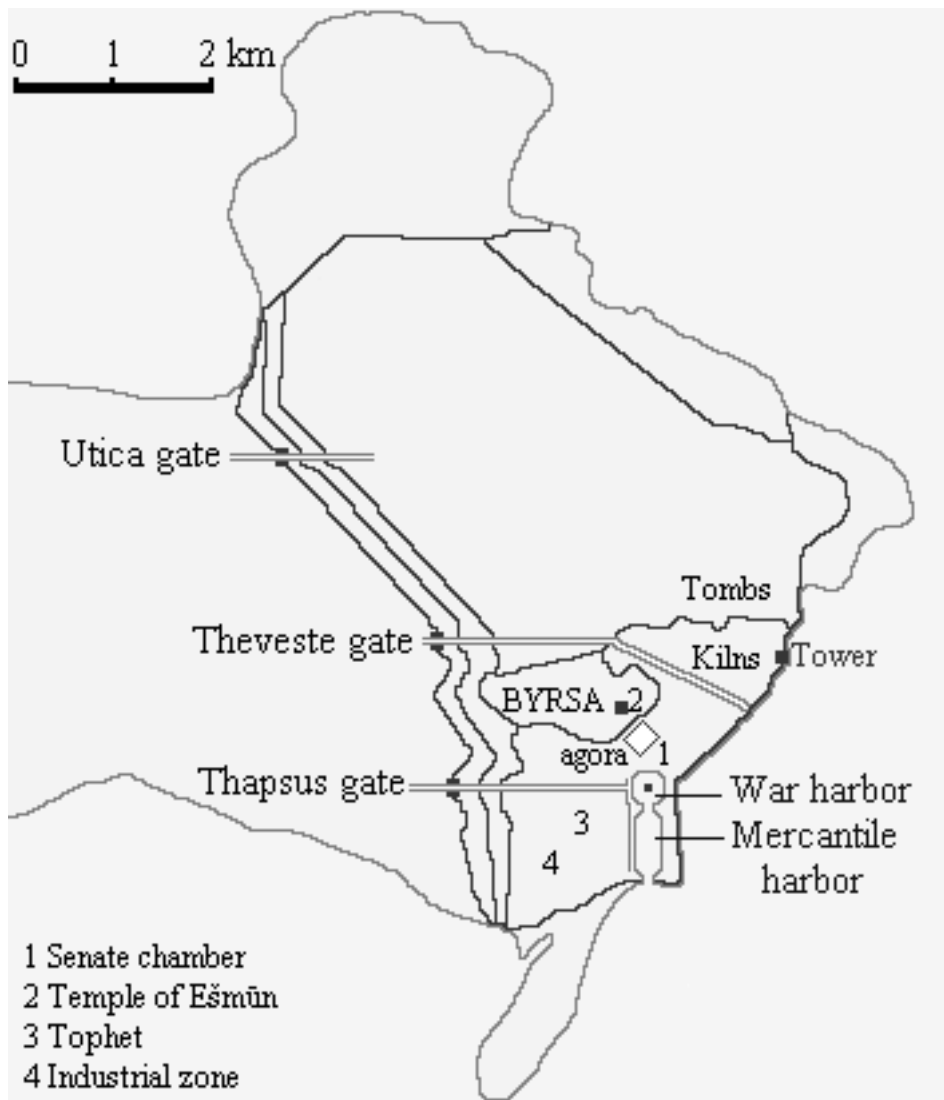 0 1 2 km
Utica gate
Tombs
Theveste gate
Kilns
Tower
BYRSA 2
agora 1
Thapsus gate
War harbor
3
Mercantile
harbor
4
1 Senate chamber
2 Temple of Ešmūn
3 Tophet
4 Industrial zone